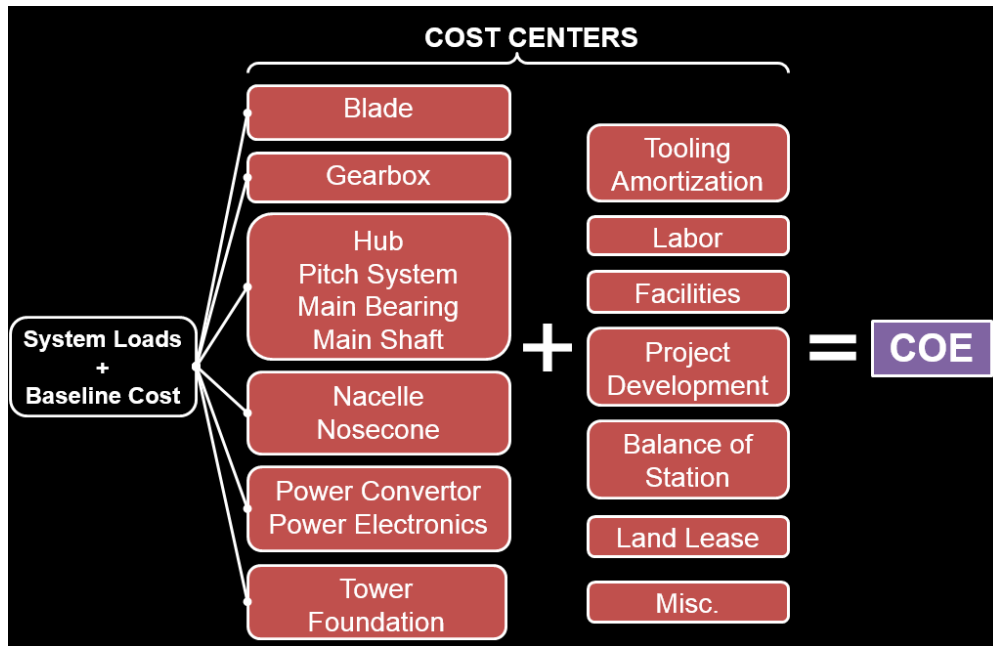 COST CENTERS
System Loads
+
Baseline Cost
Blade
Gearbox
Hub
Pitch System
Main Bearing
Main Shaft
Nacelle
Nosecone
Power Convertor
Power Electronics
Tower
Foundation
+
Tooling
Amortization
Labor
Facilities
Project
Development
Balance of
Station
Land Lease
Misc.
=
COE